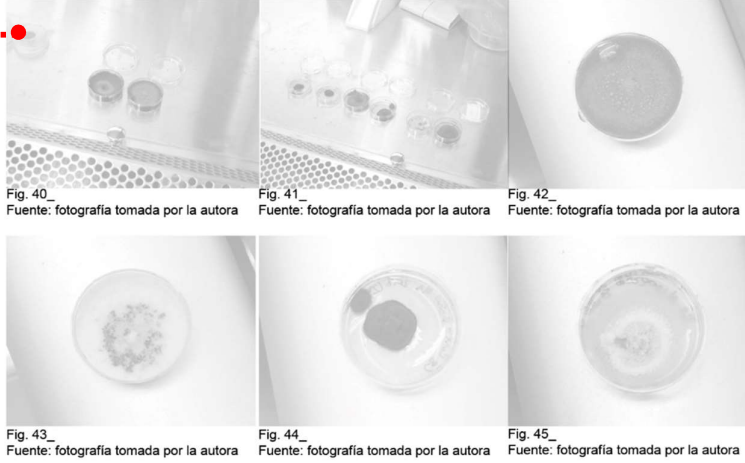 Fig. 40_
Fuente: fotografía tomada por la autora
Fig. 41_
Fuente: fotografía tomada por la autora
Fig. 42_
Fuente: fotografía tomada por la autora
Fig. 43_
Fuente: fotografía tomada por la autora
Fig. 44_
Fuente: fotografía tomada por la autora
Fig. 45_
Fuente: fotografía tomada por la autora